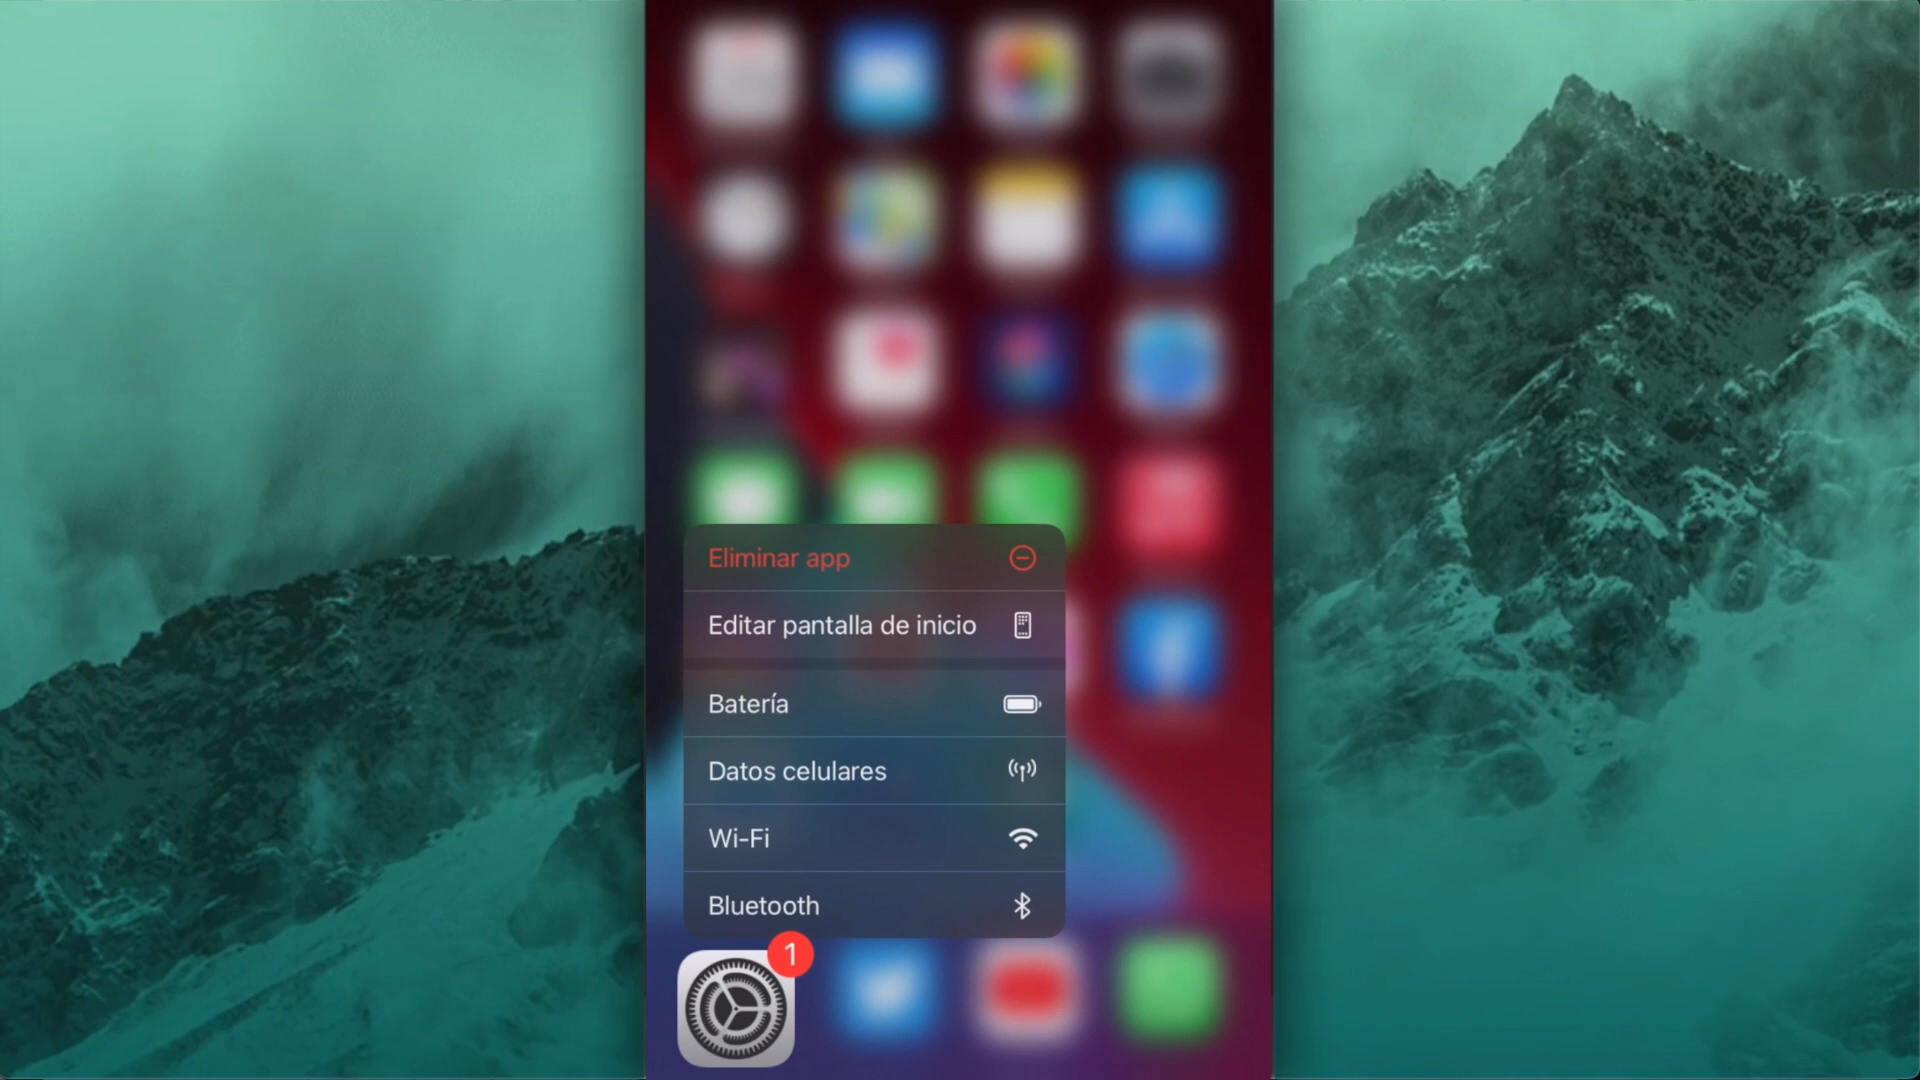 Eliminar app
Editar pantalla de inicio
Batería
Datos celulares
Wi-Fi
Bluetooth
1